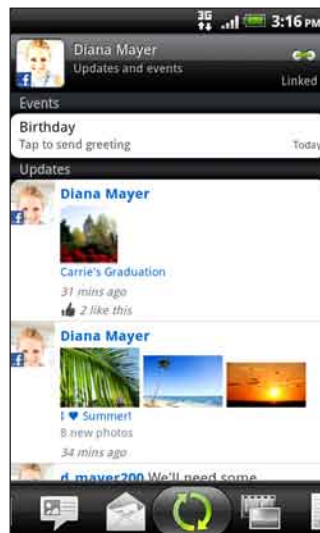 3G 3:16 PM
Diana Mayer
Updates and events
Linked
Events
Birthday
Tap to send greeting Today
Updates
Diana Mayer
Carrie's Graduation
31 mins ago
2 like this
Diana Mayer
I ♥ Summer!
8 new photos
34 mins ago
d_mayer200 We'll need some